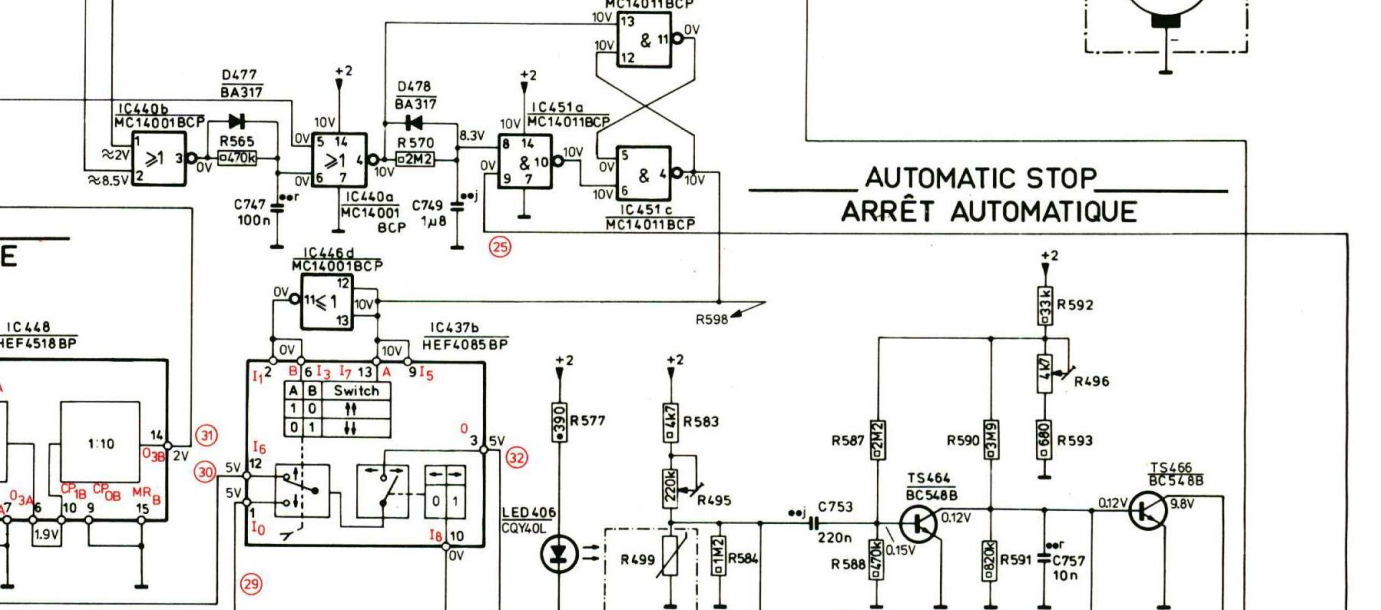 MC14011BCP
10V 13 & 11 0V
10V 12
D477
BA317
+2
D478
BA317
+2
IC440b
MC14001BCP
10V
10V
IC451a
MC14011BCP
1 ≥1 3 0V
R565
470k
0V 5 14 ≥1 4 10V
R570
2M2
8.3V
8 14 & 10 10V
5 & 4 10V
0V
≈2V
≈8.5V 2
0V 6 7
0V 9 7
10V 6
C747
100n
••r
IC440a
MC14001
BCP
C749
1µ8
••j
IC451c
MC14011BCP
AUTOMATIC STOP
ARRÊT AUTOMATIQUE
25
E
IC446d
MC14001BCP
0V 11 ≤1 12
10V
13
R598
+2
33k R592
IC448
HEF4518BP
IC437b
HEF4085BP
0V
10V
I1 2 B 6 I3 I7 13 A 9 I5
+2
+2
4k7 R496
A B Switch
1 0 ↑↑
0 1 ↓↓
390 R577
4k7 R583
R587 2M2
R590 3M9
680 R593
1:10
14
O3B
2V
31
O
3 5V
32
I6
30 5V 12
5V
1
I0
220k
R495
TS464
BC548B
TS466
BC548B
O3A CP1B CP0B MRB
7 6 10 9 15
1.9V
0 1
I8 10
0V
LED406
CQY40L
••j C753
220n
0.12V
0.15V
0.12V
9.8V
R499
1M2 R584
R588 470k
820k R591
••r
C757
10n
29